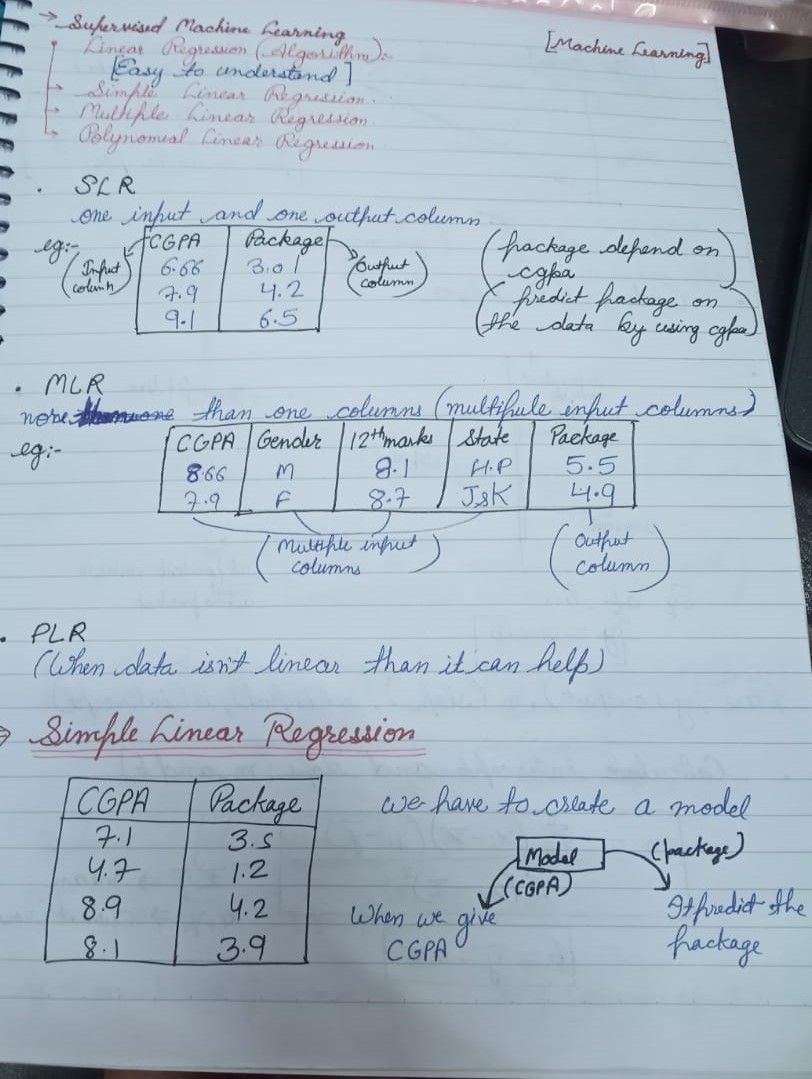 → Supervised Machine Learning
[Machine Learning]
Linear Regression (Algorithm):-
[Easy to understand]
→ Simple Linear Regression.
→ Multiple Linear Regression
→ Polynomial Linear Regression
. SLR
one input and one output column
eg:-
CGPA Package
6.66 3.01
7.9 4.2
9.1 6.5
(Input column)
(Output column)
(package depend on cgpa)
(predict package on the data by using cgpa)
. MLR
than one columns (multipule input columns)
eg:-
CGPA Gender 12th marks State Package
8.66 M 8.1 H.P 5.5
7.9 F 8.7 J&K 4.9
(Multiple input columns)
(Output column)
. PLR
(When data isn't linear than it can help)
⇒ Simple Linear Regression
CGPA Package
7.1 3.5
4.7 1.2
8.9 4.2
8.1 3.9
we have to create a model
Model
(CGPA)
(package)
When we give CGPA
It predict the package